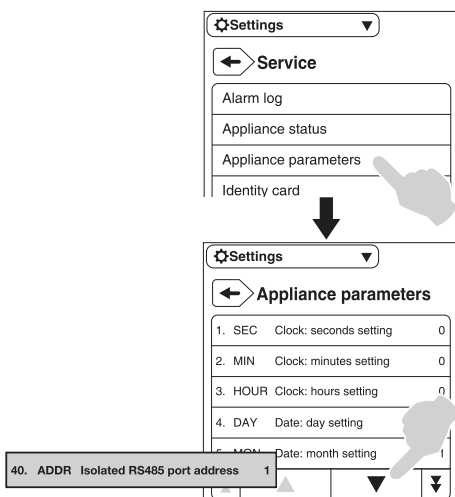 Settings
Service
Alarm log
Appliance status
Appliance parameters
Identity card
Settings
Appliance parameters
1. SEC Clock: seconds setting 0
2. MIN Clock: minutes setting 0
3. HOUR Clock: hours setting 0
4. DAY Date: day setting
5. MON Date: month setting 1
40. ADDR Isolated RS485 port address 1